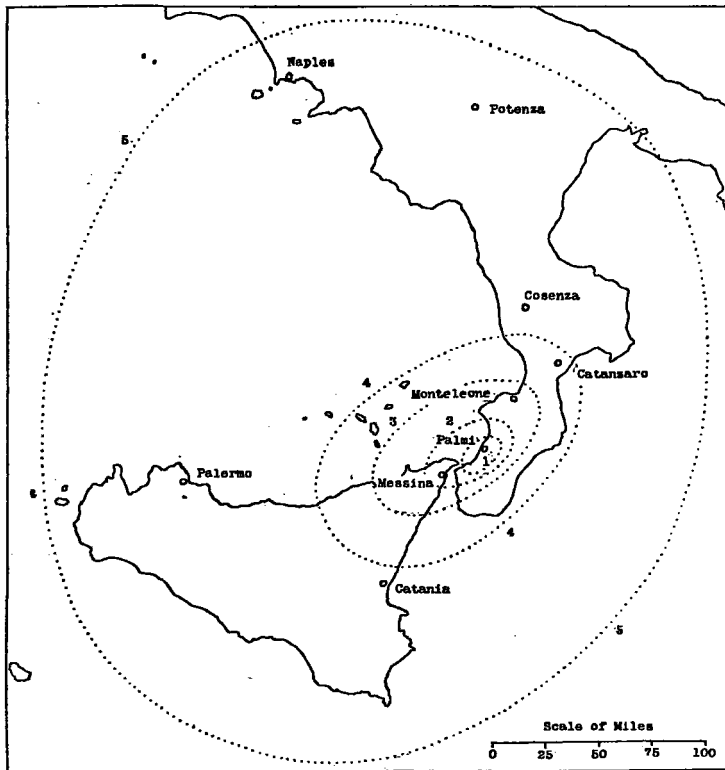 Naples
Potenza
5
Cosenza
4
Catanzaro
Monteleone
3
2
Palmi
1
Palermo
Messina
4
Catania
5
Scale of Miles
0 25 50 75 100